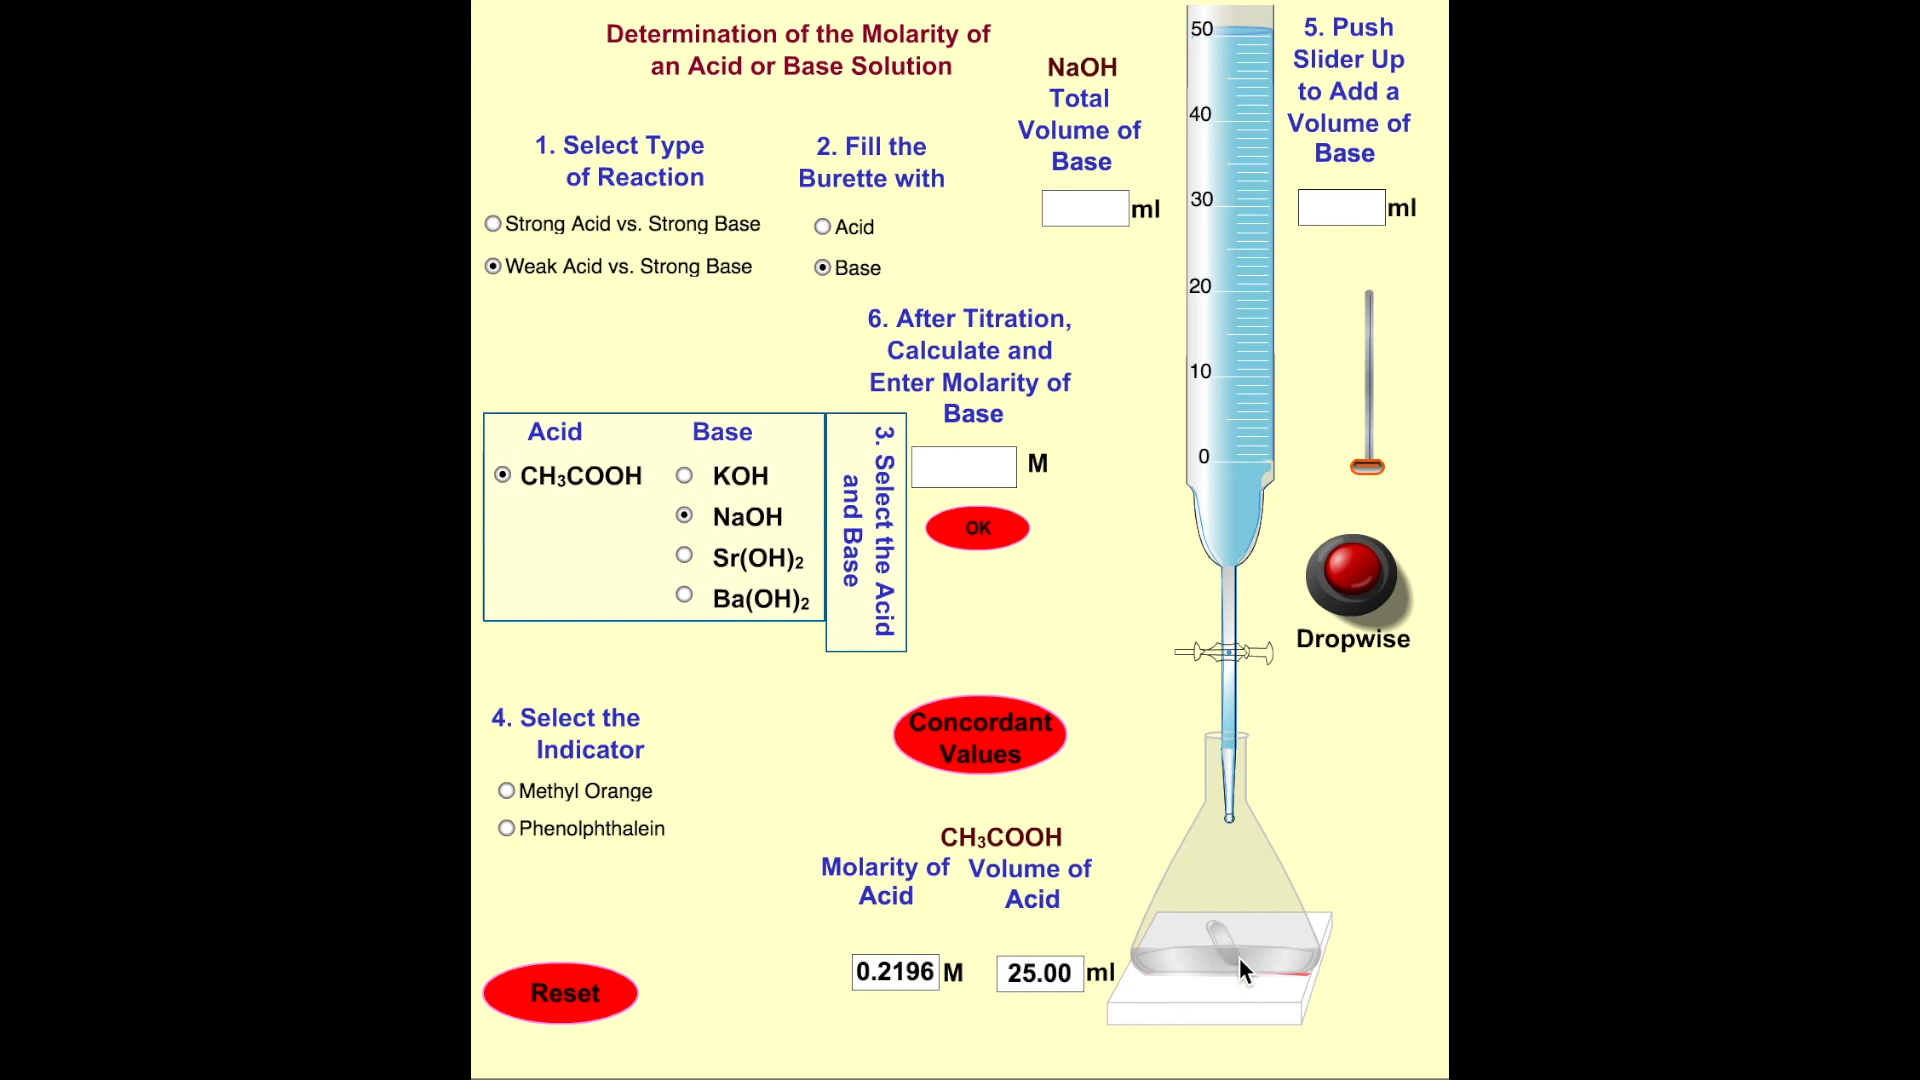 Determination of the Molarity of
an Acid or Base Solution
1. Select Type
of Reaction
Strong Acid vs. Strong Base
Weak Acid vs. Strong Base
2. Fill the
Burette with
Acid
Base
NaOH
Total
Volume of
Base
ml
50
40
30
20
10
0
5. Push
Slider Up
to Add a
Volume of
Base
ml
Dropwise
6. After Titration,
Calculate and
Enter Molarity of
Base
M
OK
Acid
Base
CH₃COOH
KOH
NaOH
Sr(OH)₂
Ba(OH)₂
3. Select the Acid
and Base
4. Select the
Indicator
Methyl Orange
Phenolphthalein
Concordant
Values
CH₃COOH
Molarity of
Acid
Volume of
Acid
0.2196 M
25.00 ml
Reset